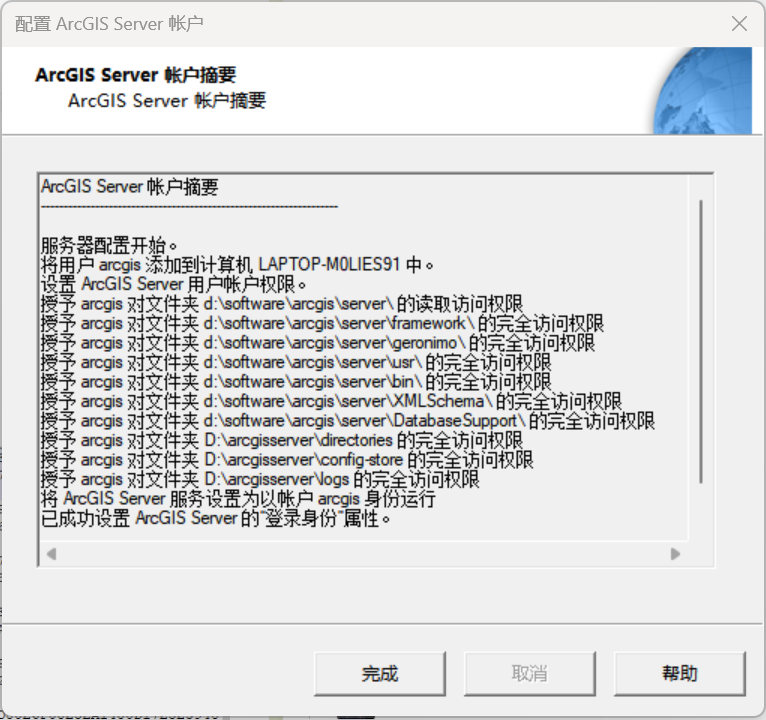 配置 ArcGIS Server 帐户
ArcGIS Server 帐户摘要
ArcGIS Server 帐户摘要
ArcGIS Server 帐户摘要
--------------------------------------------------------------------
服务器配置开始。
将用户 arcgis 添加到计算机 LAPTOP-M0LIES91 中。
设置 ArcGIS Server 用户帐户权限。
授予 arcgis 对文件夹 d:\software\arcgis\server\ 的读取访问权限
授予 arcgis 对文件夹 d:\software\arcgis\server\framework\ 的完全访问权限
授予 arcgis 对文件夹 d:\software\arcgis\server\geronimo\ 的完全访问权限
授予 arcgis 对文件夹 d:\software\arcgis\server\usr\ 的完全访问权限
授予 arcgis 对文件夹 d:\software\arcgis\server\bin\ 的完全访问权限
授予 arcgis 对文件夹 d:\software\arcgis\server\XMLSchema\ 的完全访问权限
授予 arcgis 对文件夹 d:\software\arcgis\server\DatabaseSupport\ 的完全访问权限
授予 arcgis 对文件夹 D:\arcgisserver\directories 的完全访问权限
授予 arcgis 对文件夹 D:\arcgisserver\config-store 的完全访问权限
授予 arcgis 对文件夹 D:\arcgisserver\logs 的完全访问权限
将 ArcGIS Server 服务设置为以帐户 arcgis 身份运行
已成功设置 ArcGIS Server 的"登录身份"属性。
完成
取消
帮助